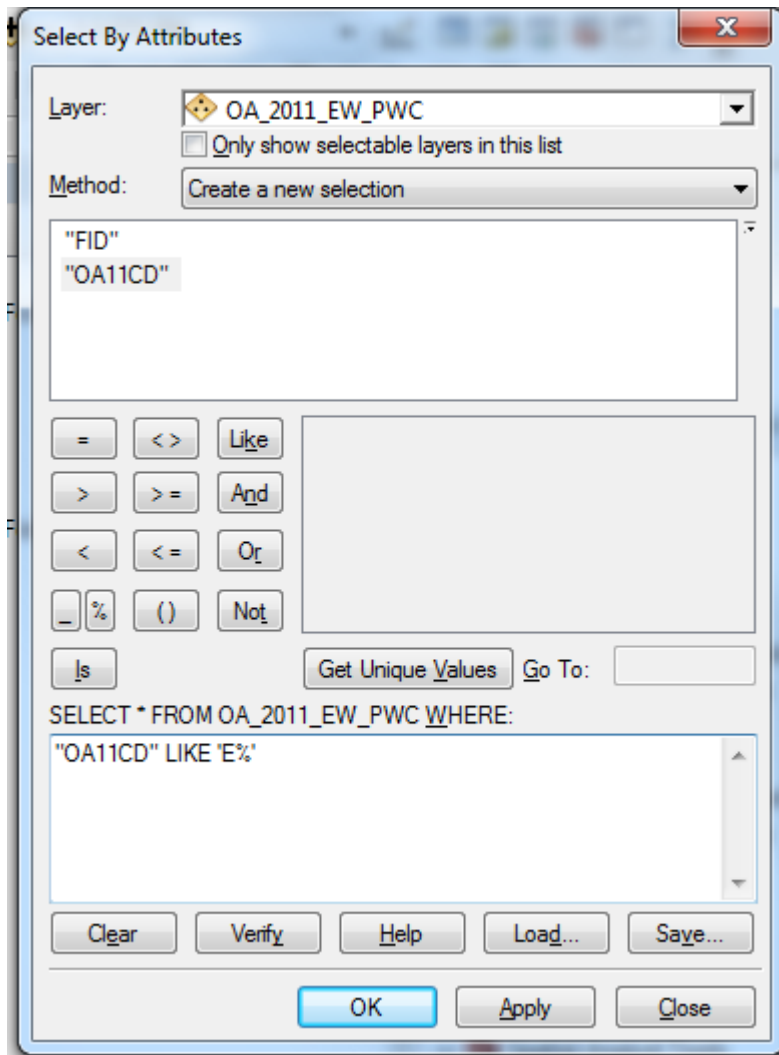 Select By Attributes
x
Layer: OA_2011_EW_PWC
Only show selectable layers in this list
Method: Create a new selection
"FID"
"OA11CD"
= < > Like
> > = And
< < = Or
_ % ( ) Not
Is Get Unique Values Go To:
SELECT * FROM OA_2011_EW_PWC WHERE:
"OA11CD" LIKE 'E%'
Clear Verify Help Load... Save...
OK Apply Close